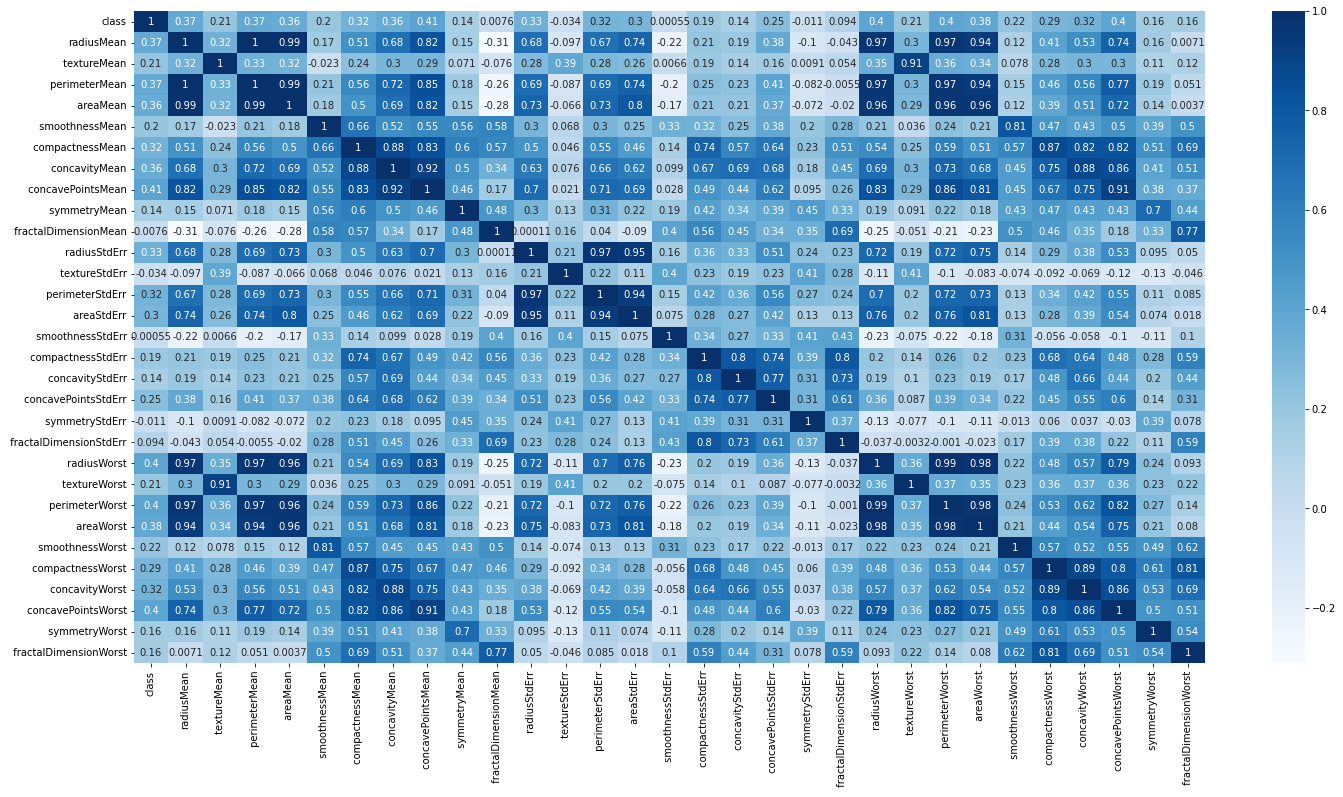 class 1 0.37 0.21 0.37 0.36 0.2 0.32 0.36 0.41 0.14 -0.0076 0.33 -0.034 0.32 0.3 0.00055 0.19 0.14 0.25 -0.011 0.094 0.4 0.21 0.4 0.38 0.22 0.29 0.32 0.4 0.16 0.16 1.0
radiusMean 0.37 1 0.32 1 0.99 0.17 0.51 0.68 0.82 0.15 -0.31 0.68 -0.097 0.67 0.74 -0.22 0.21 0.19 0.38 -0.1 -0.043 0.97 0.3 0.97 0.94 0.12 0.41 0.53 0.74 0.16 0.0071
textureMean 0.21 0.32 1 0.33 0.32 -0.023 0.24 0.3 0.29 0.071 -0.076 0.28 0.39 0.28 0.26 0.0066 0.19 0.14 0.16 0.0091 0.054 0.35 0.91 0.36 0.34 0.078 0.28 0.3 0.3 0.11 0.12
perimeterMean 0.37 1 0.33 1 0.99 0.21 0.56 0.72 0.85 0.18 -0.26 0.69 -0.087 0.69 0.73 -0.2 0.25 0.23 0.41 -0.082 -0.0055 0.97 0.3 0.97 0.94 0.15 0.46 0.56 0.77 0.19 0.051
areaMean 0.36 0.99 0.32 0.99 1 0.18 0.5 0.69 0.82 0.15 -0.28 0.73 -0.066 0.73 0.8 -0.17 0.21 0.21 0.37 -0.072 -0.02 0.96 0.29 0.96 0.96 0.12 0.39 0.51 0.72 0.14 0.0037
smoothnessMean 0.2 0.17 -0.023 0.21 0.18 1 0.66 0.52 0.55 0.56 0.58 0.3 0.068 0.3 0.25 0.33 0.32 0.25 0.38 0.2 0.28 0.21 0.036 0.24 0.21 0.81 0.47 0.43 0.5 0.39 0.5 0.8
compactnessMean 0.32 0.51 0.24 0.56 0.5 0.66 1 0.88 0.83 0.6 0.57 0.5 0.046 0.55 0.46 0.14 0.74 0.57 0.64 0.23 0.51 0.54 0.25 0.59 0.51 0.57 0.87 0.82 0.82 0.51 0.69
concavityMean 0.36 0.68 0.3 0.72 0.69 0.52 0.88 1 0.92 0.5 0.34 0.63 0.076 0.66 0.62 0.099 0.67 0.69 0.68 0.18 0.45 0.69 0.3 0.73 0.68 0.45 0.75 0.88 0.86 0.41 0.51
concavePointsMean 0.41 0.82 0.29 0.85 0.82 0.55 0.83 0.92 1 0.46 0.17 0.7 0.021 0.71 0.69 0.028 0.49 0.44 0.62 0.095 0.26 0.83 0.29 0.86 0.81 0.45 0.67 0.75 0.91 0.38 0.37
symmetryMean 0.14 0.15 0.071 0.18 0.15 0.56 0.6 0.5 0.46 1 0.48 0.3 0.13 0.31 0.22 0.19 0.42 0.34 0.39 0.45 0.33 0.19 0.091 0.22 0.18 0.43 0.47 0.43 0.43 0.7 0.44 0.6
fractalDimensionMean -0.0076 -0.31 -0.076 -0.26 -0.28 0.58 0.57 0.34 0.17 0.48 1 0.00011 0.16 0.04 -0.09 0.4 0.56 0.45 0.34 0.35 0.69 -0.25 -0.051 -0.21 -0.23 0.5 0.46 0.35 0.18 0.33 0.77
radiusStdErr 0.33 0.68 0.28 0.69 0.73 0.3 0.5 0.63 0.7 0.3 0.00011 1 0.21 0.97 0.95 0.16 0.36 0.33 0.51 0.24 0.23 0.72 0.19 0.72 0.75 0.14 0.29 0.38 0.53 0.095 0.05
textureStdErr -0.034 -0.097 0.39 -0.087 -0.066 0.068 0.046 0.076 0.021 0.13 0.16 0.21 1 0.22 0.11 0.4 0.23 0.19 0.23 0.41 0.28 -0.11 0.41 -0.1 -0.083 -0.074 -0.092 -0.069 -0.12 -0.13 -0.046
perimeterStdErr 0.32 0.67 0.28 0.69 0.73 0.3 0.55 0.66 0.71 0.31 0.04 0.97 0.22 1 0.94 0.15 0.42 0.36 0.56 0.27 0.24 0.7 0.2 0.72 0.73 0.13 0.34 0.42 0.55 0.11 0.085
areaStdErr 0.3 0.74 0.26 0.74 0.8 0.25 0.46 0.62 0.69 0.22 -0.09 0.95 0.11 0.94 1 0.075 0.28 0.27 0.42 0.13 0.13 0.76 0.2 0.76 0.81 0.13 0.28 0.39 0.54 0.074 0.018 0.4
smoothnessStdErr 0.00055 -0.22 0.0066 -0.2 -0.17 0.33 0.14 0.099 0.028 0.19 0.4 0.16 0.4 0.15 0.075 1 0.34 0.27 0.33 0.41 0.43 -0.23 -0.075 -0.22 -0.18 0.31 -0.056 -0.058 -0.1 -0.11 0.1
compactnessStdErr 0.19 0.21 0.19 0.25 0.21 0.32 0.74 0.67 0.49 0.42 0.56 0.36 0.23 0.42 0.28 0.34 1 0.8 0.74 0.39 0.8 0.2 0.14 0.26 0.2 0.23 0.68 0.64 0.48 0.28 0.59
concavityStdErr 0.14 0.19 0.14 0.23 0.21 0.25 0.57 0.69 0.44 0.34 0.45 0.33 0.19 0.36 0.27 0.27 0.8 1 0.77 0.31 0.73 0.19 0.1 0.23 0.19 0.17 0.48 0.66 0.44 0.2 0.44
concavePointsStdErr 0.25 0.38 0.16 0.41 0.37 0.38 0.64 0.68 0.62 0.39 0.34 0.51 0.23 0.56 0.42 0.33 0.74 0.77 1 0.31 0.61 0.36 0.087 0.39 0.34 0.22 0.45 0.55 0.6 0.14 0.31
symmetryStdErr -0.011 -0.1 0.0091 -0.082 -0.072 0.2 0.23 0.18 0.095 0.45 0.35 0.24 0.41 0.27 0.13 0.41 0.39 0.31 0.31 1 0.37 -0.13 -0.077 -0.1 -0.11 -0.013 0.06 0.037 -0.03 0.39 0.078 0.2
fractalDimensionStdErr 0.094 -0.043 0.054 -0.0055 -0.02 0.28 0.51 0.45 0.26 0.33 0.69 0.23 0.28 0.24 0.13 0.43 0.8 0.73 0.61 0.37 1 -0.037 -0.0032 -0.001 -0.023 0.17 0.39 0.38 0.22 0.11 0.59
radiusWorst 0.4 0.97 0.35 0.97 0.96 0.21 0.54 0.69 0.83 0.19 -0.25 0.72 -0.11 0.7 0.76 -0.23 0.2 0.19 0.36 -0.13 -0.037 1 0.36 0.99 0.98 0.22 0.48 0.57 0.79 0.24 0.093
textureWorst 0.21 0.3 0.91 0.3 0.29 0.036 0.25 0.3 0.29 0.091 -0.051 0.19 0.41 0.2 0.2 -0.075 0.14 0.1 0.087 -0.077 -0.0032 0.36 1 0.37 0.35 0.23 0.36 0.37 0.36 0.23 0.22
perimeterWorst 0.4 0.97 0.36 0.97 0.96 0.24 0.59 0.73 0.86 0.22 -0.21 0.72 -0.1 0.72 0.76 -0.22 0.26 0.23 0.39 -0.1 -0.001 0.99 0.37 1 0.98 0.24 0.53 0.62 0.82 0.27 0.14 0.0
areaWorst 0.38 0.94 0.34 0.94 0.96 0.21 0.51 0.68 0.81 0.18 -0.23 0.75 -0.083 0.73 0.81 -0.18 0.2 0.19 0.34 -0.11 -0.023 0.98 0.35 0.98 1 0.21 0.44 0.54 0.75 0.21 0.08
smoothnessWorst 0.22 0.12 0.078 0.15 0.12 0.81 0.57 0.45 0.45 0.43 0.5 0.14 -0.074 0.13 0.13 0.31 0.23 0.17 0.22 -0.013 0.17 0.22 0.23 0.24 0.21 1 0.57 0.52 0.55 0.49 0.62
compactnessWorst 0.29 0.41 0.28 0.46 0.39 0.47 0.87 0.75 0.67 0.47 0.46 0.29 -0.092 0.34 0.28 -0.056 0.68 0.48 0.45 0.06 0.39 0.48 0.36 0.53 0.44 0.57 1 0.89 0.8 0.61 0.81
concavityWorst 0.32 0.53 0.3 0.56 0.51 0.43 0.82 0.88 0.75 0.43 0.35 0.38 -0.069 0.42 0.39 -0.058 0.64 0.66 0.55 0.037 0.38 0.57 0.37 0.62 0.54 0.52 0.89 1 0.86 0.53 0.69
concavePointsWorst 0.4 0.74 0.3 0.77 0.72 0.5 0.82 0.86 0.91 0.43 0.18 0.53 -0.12 0.55 0.54 -0.1 0.48 0.44 0.6 -0.03 0.22 0.79 0.36 0.82 0.75 0.55 0.8 0.86 1 0.5 0.51 −0.2
symmetryWorst 0.16 0.16 0.11 0.19 0.14 0.39 0.51 0.41 0.38 0.7 0.33 0.095 -0.13 0.11 0.074 -0.11 0.28 0.2 0.14 0.39 0.11 0.24 0.23 0.27 0.21 0.49 0.61 0.53 0.5 1 0.54
fractalDimensionWorst 0.16 0.0071 0.12 0.051 0.0037 0.5 0.69 0.51 0.37 0.44 0.77 0.05 -0.046 0.085 0.018 0.1 0.59 0.44 0.31 0.078 0.59 0.093 0.22 0.14 0.08 0.62 0.81 0.69 0.51 0.54 1
class radiusMean textureMean perimeterMean areaMean smoothnessMean compactnessMean concavityMean concavePointsMean symmetryMean fractalDimensionMean radiusStdErr textureStdErr perimeterStdErr areaStdErr smoothnessStdErr compactnessStdErr concavityStdErr concavePointsStdErr symmetryStdErr fractalDimensionStdErr radiusWorst textureWorst perimeterWorst areaWorst smoothnessWorst compactnessWorst concavityWorst concavePointsWorst symmetryWorst fractalDimensionWorst